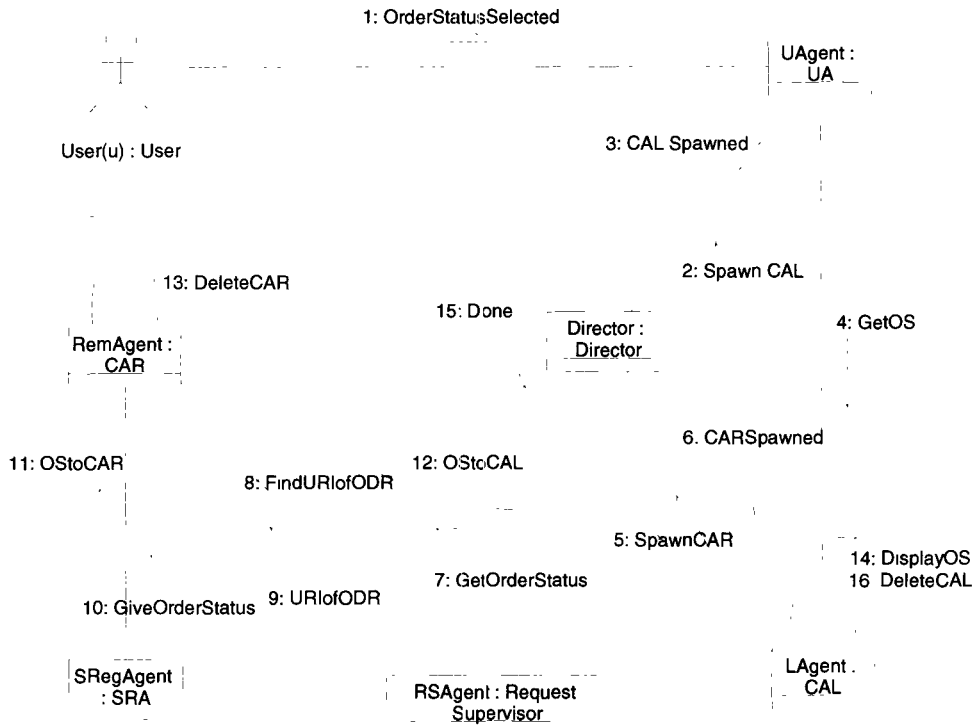 1: OrderStatusSelected
UAgent :
UA
3: CAL Spawned
User(u) : User
2: Spawn CAL
13: DeleteCAR
15: Done
4: GetOS
Director :
Director
RemAgent :
CAR
6. CARSpawned
11: OStoCAR
12: OStoCAL
8: FindURIofODR
5: SpawnCAR
14: DisplayOS
7: GetOrderStatus
16 DeleteCAL
10: GiveOrderStatus
9: URIofODR
SRegAgent
: SRA
LAgent .
CAL
RSAgent : Request
Supervisor